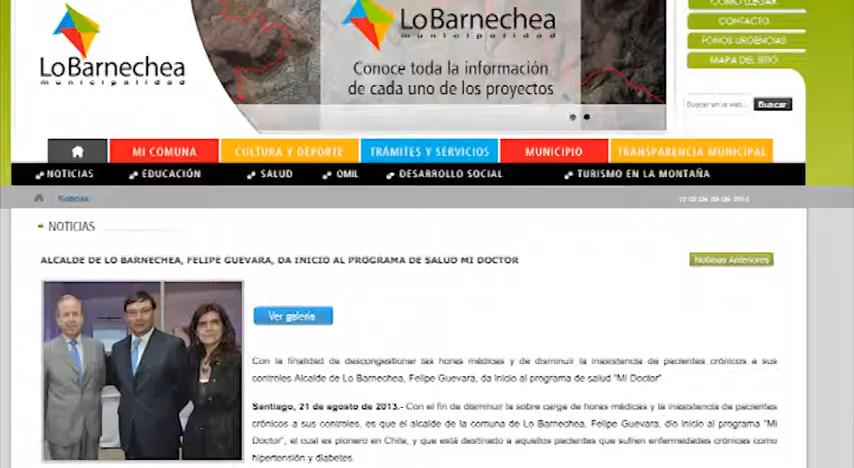 CÓMO LLEGAR
LoBarnechea
municipalidad
LoBarnechea
municipalidad
Conoce toda la información
de cada uno de los proyectos
CONTACTO
FONOS URGENCIAS
MAPA DEL SITIO
Buscar en la web... Buscar
MI COMUNA CULTURA Y DEPORTE TRÁMITES Y SERVICIOS MUNICIPIO TRANSPARENCIA MUNICIPAL
NOTICIAS EDUCACIÓN SALUD OMIL DESARROLLO SOCIAL TURISMO EN LA MONTAÑA
Noticias
NOTICIAS
ALCALDE DE LO BARNECHEA, FELIPE GUEVARA, DA INICIO AL PROGRAMA DE SALUD MI DOCTOR
Noticias Anteriores
Ver galería
Con la finalidad de descongestionar las horas médicas y de disminuir la inasistencia de pacientes crónicos a sus
controles Alcalde de Lo Barnechea, Felipe Guevara, da inicio al programa de salud "Mi Doctor"
Santiago, 21 de agosto de 2013.- Con el fin de disminuir la sobre carga de horas médicas y la inasistencia de pacientes
crónicos a sus controles, es que el alcalde de la comuna de Lo Barnechea, Felipe Guevara, dio inicio al programa "Mi
Doctor", el cual es pionero en Chile, y que está destinado a aquellos pacientes que sufren enfermedades crónicas como
hipertensión y diabetes.